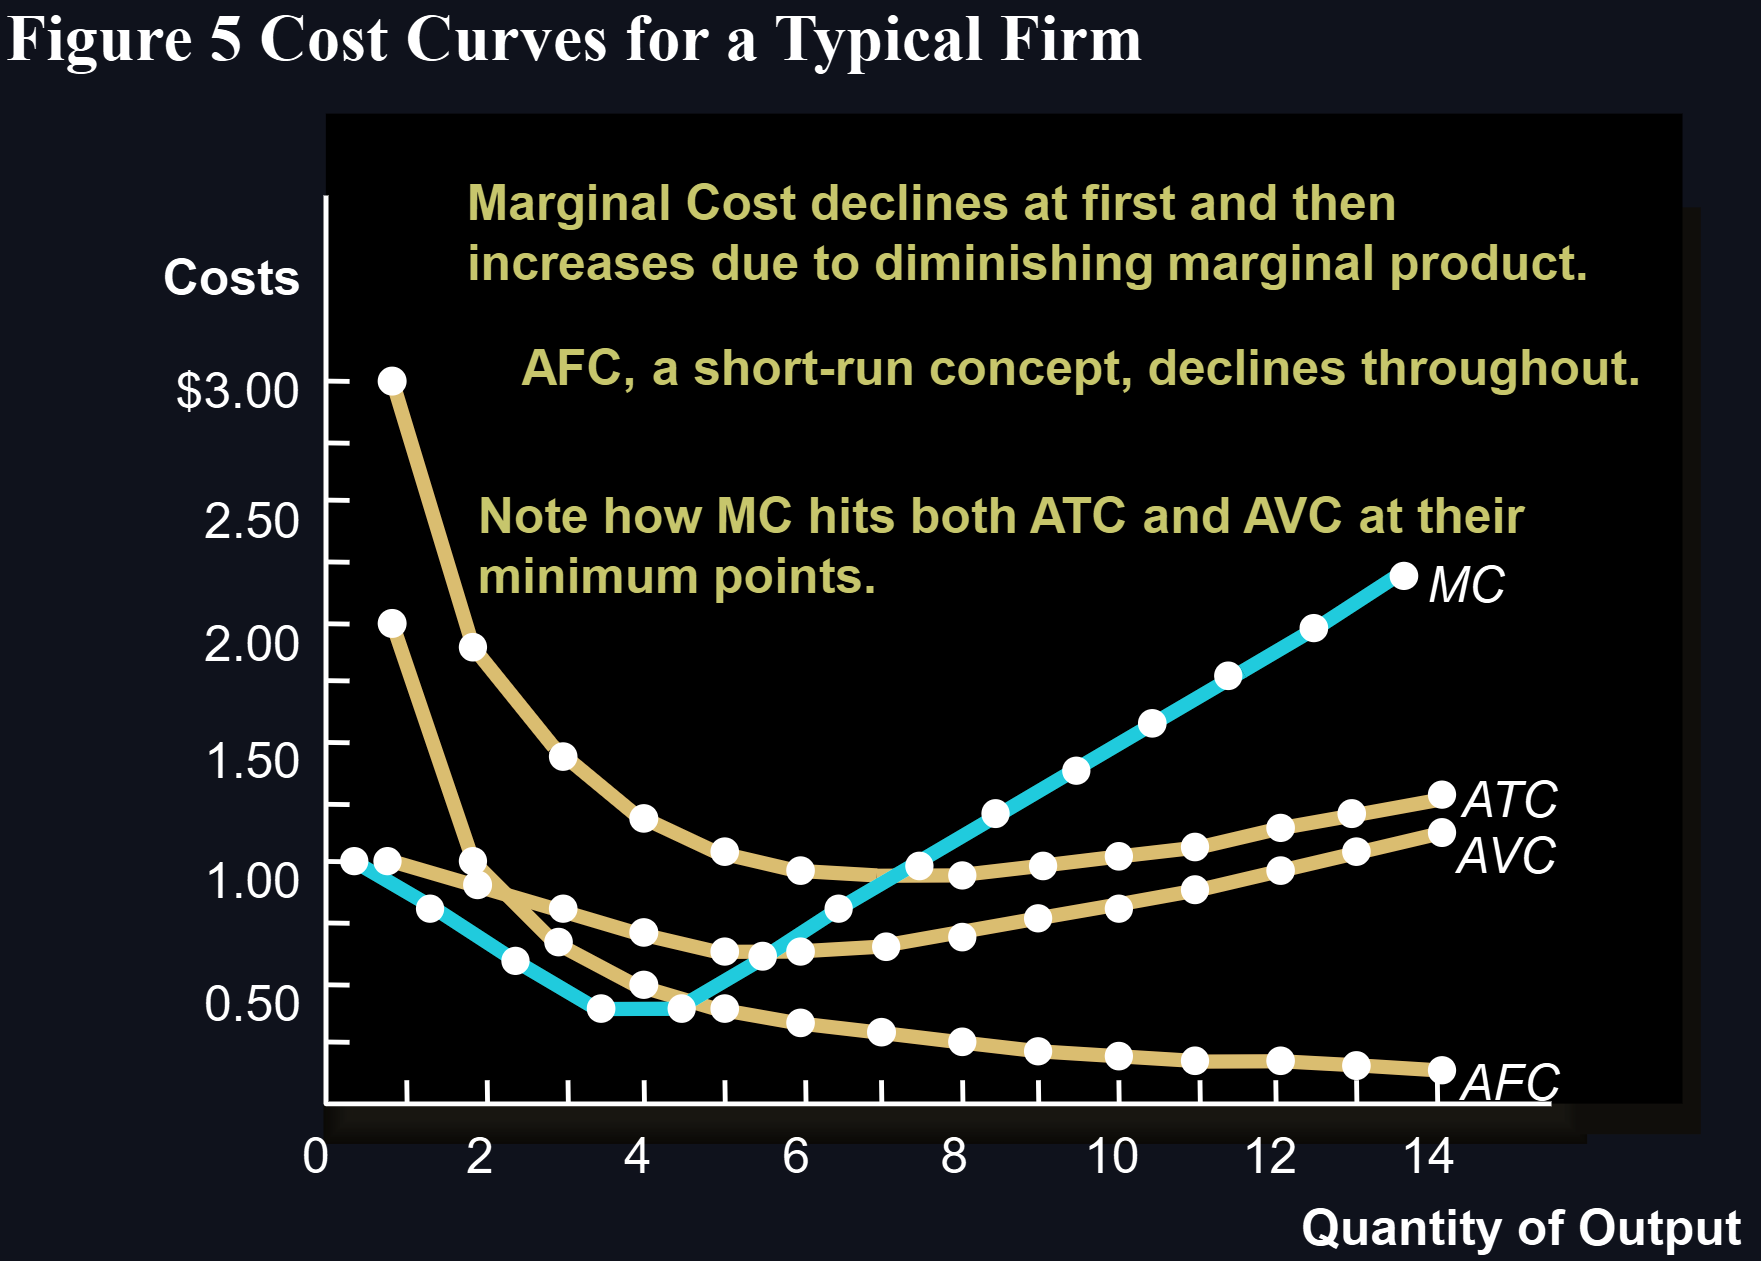 Figure 5 Cost Curves for a Typical Firm
Marginal Cost declines at first and then
increases due to diminishing marginal product.
Costs
AFC, a short-run concept, declines throughout.
$3.00
Note how MC hits both ATC and AVC at their
minimum points.
2.50
MC
2.00
1.50
ATC
AVC
1.00
0.50
AFC
0 2 4 6 8 10 12 14
Quantity of Output